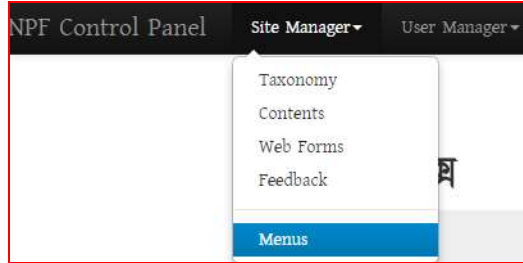 NPF Control Panel Site Manager User Manager
Taxonomy
Contents
Web Forms
Feedback
Menus